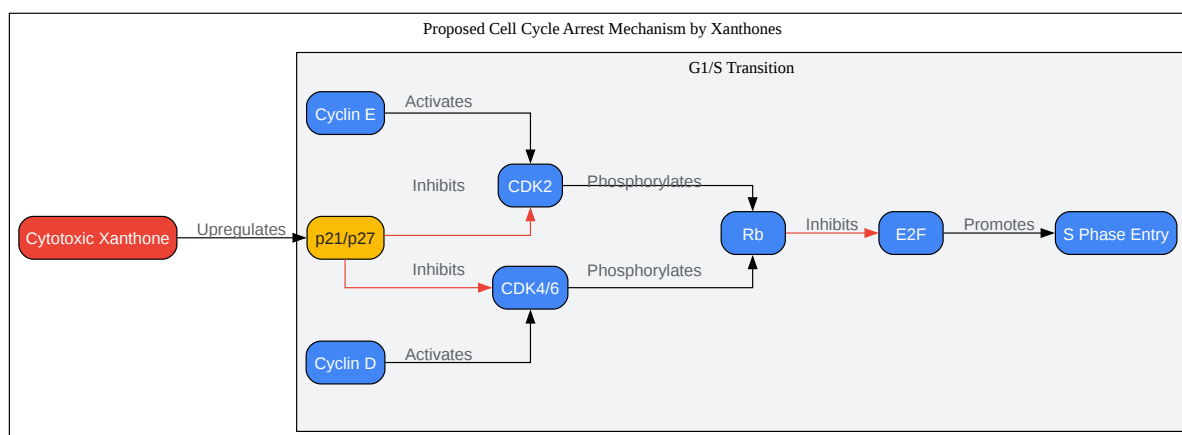 Proposed Cell Cycle Arrest Mechanism by Xanthones
G1/S Transition
Cyclin E
Activates
Inhibits
CDK2
Phosphorylates
Cytotoxic Xanthone
Upregulates
p21/p27
Rb
Inhibits
E2F
Promotes
S Phase Entry
Inhibits
CDK4/6
Phosphorylates
Cyclin D
Activates